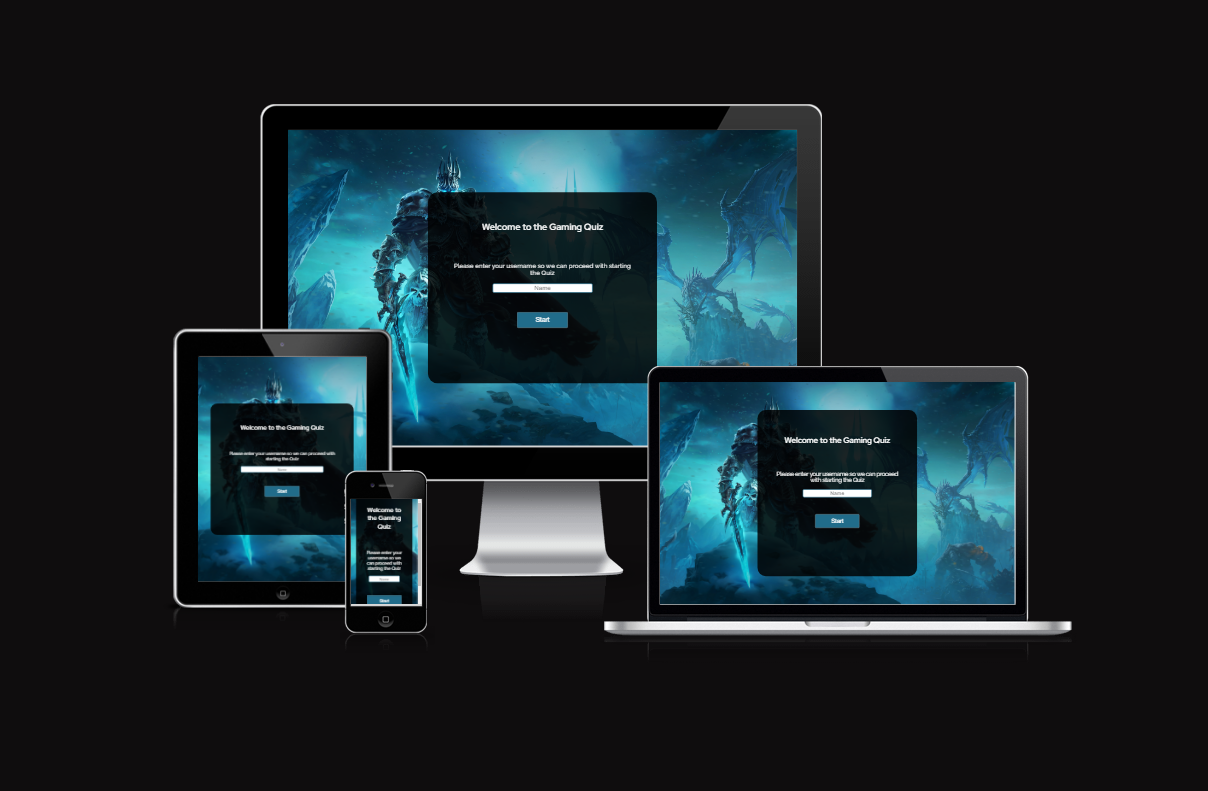 Welcome to the Gaming Quiz
Please enter your username so we can proceed with starting
the Quiz
Name
Start
Welcome to the Gaming Quiz
Please enter your username so we can proceed with
starting the Quiz
Name
Start
Welcome to
the Gaming
Quiz
Please enter your
username so we
can proceed with
starting the Quiz
Name
Start
Welcome to the Gaming Quiz
Please enter your username so we can proceed
with starting the Quiz
Name
Start